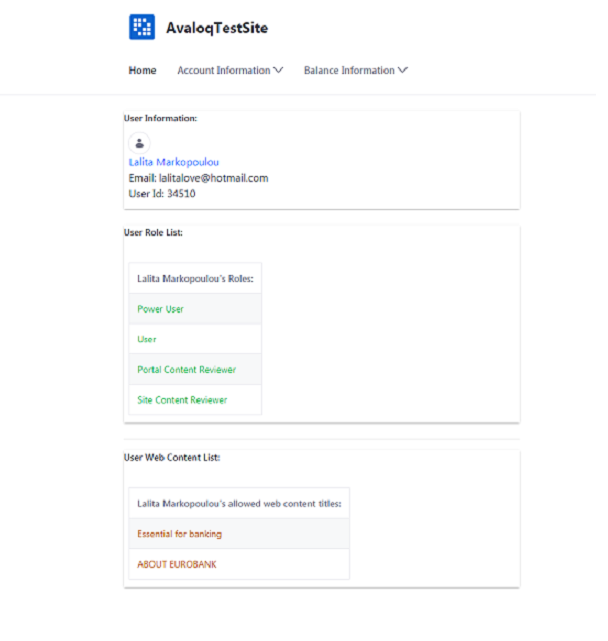 AvaloqTestSite
Home Account Information Balance Information
User Information:
Lalita Markopoulou
Email: lalitalove@hotmail.com
User Id: 34510
User Role List:
Lalita Markopoulou's Roles:
Power User
User
Portal Content Reviewer
Site Content Reviewer
User Web Content List:
Lalita Markopoulou's allowed web content titles:
Essential for banking
ABOUT EUROBANK